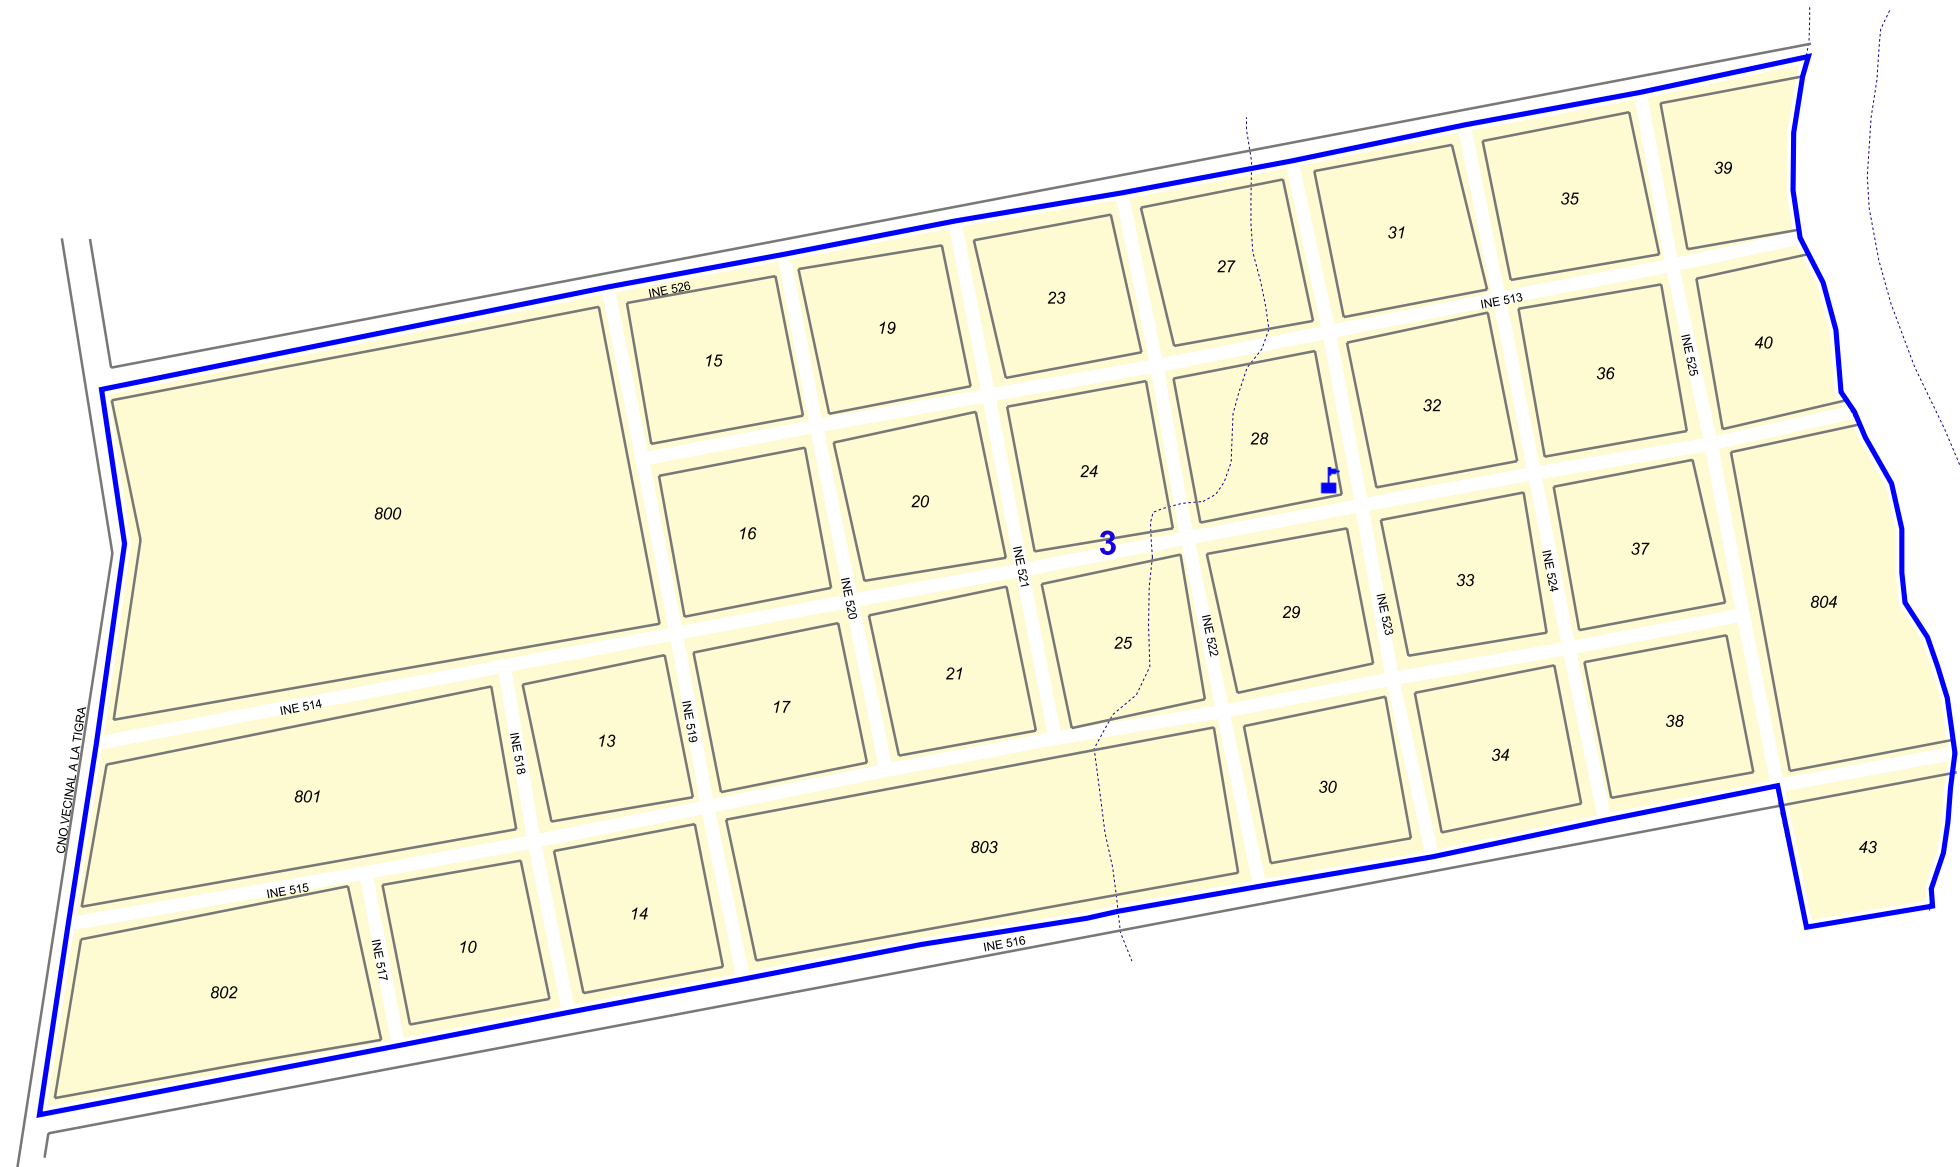 39
35
31
27
INE 526
23
INE 513
19
40
INE 525
15
36
32
28
24
20
800
16
3
37
INE 521
INE 524
33
INE 520
804
29
INE 523
INE 522
25
21
INE 514
17
INE 519
38
13
INE 518
34
CNO.VECINAL A LA TIGRA
30
801
803
43
INE 515
14
INE 516
10
INE 517
802